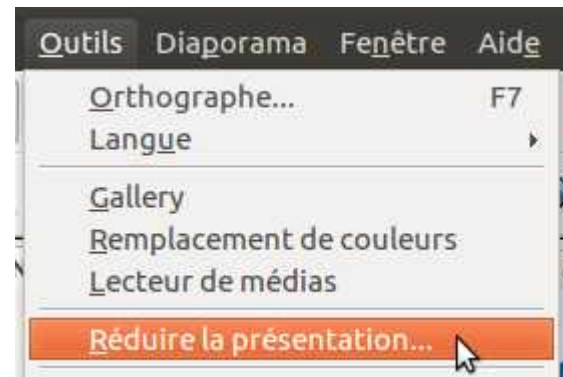 Outils Diaporama Fenêtre Aide
Orthographe... F7
Langue
Gallery
Remplacement de couleurs
Lecteur de médias
Réduire la présentation...